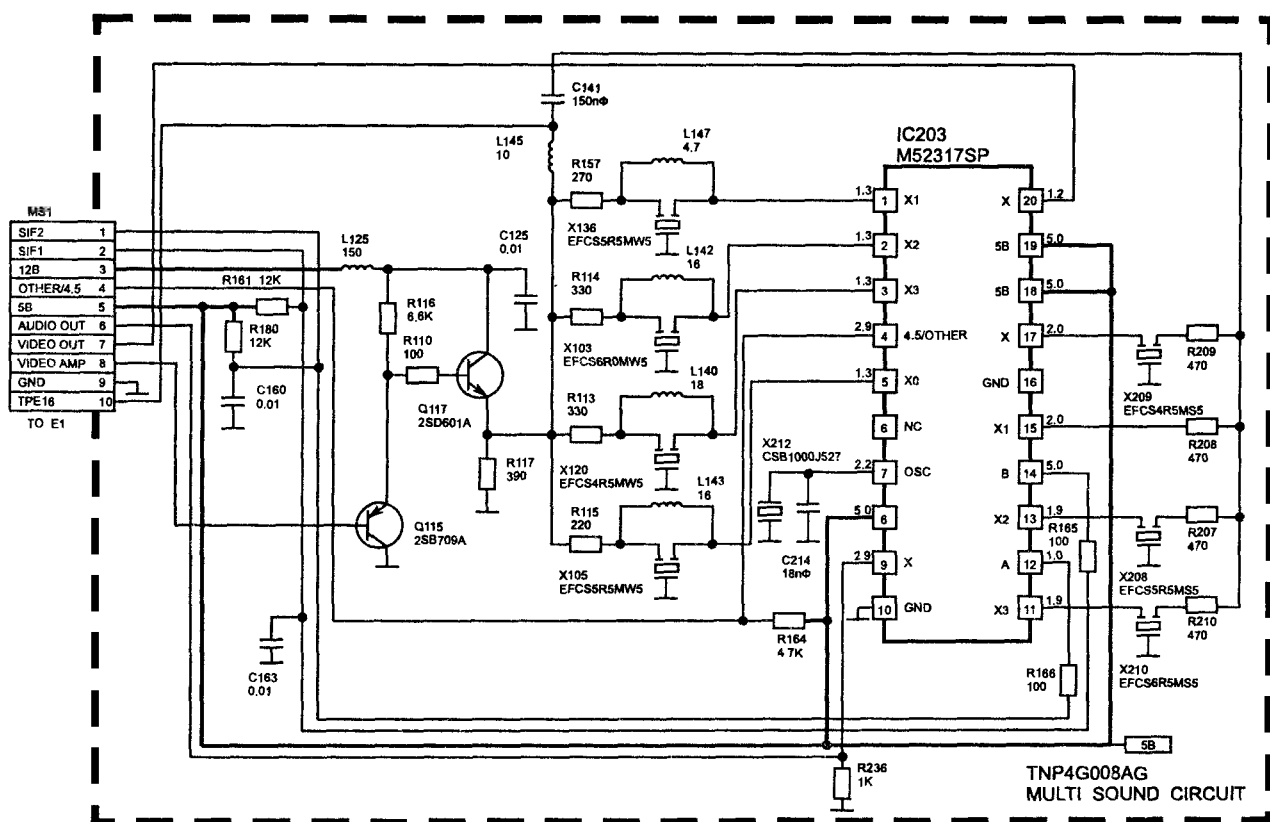 C141
150nФ
L145
10
L147
4.7
R157
270
IC203
M52317SP
X136
EFCS5R5MW5
MS1
SIF2 1
SIF1 2
12B 3
OTHER/4.5 4
5B 5
AUDIO OUT 6
VIDEO OUT 7
VIDEO AMP 8
GND 9
TPE16 10
TO E1
L125
150
C125
0.01
R161 12K
R180
12K
R116
6,6K
R110
100
C160
0.01
Q117
2SD601A
R117
390
Q115
2SB709A
C163
0.01
L142
16
R114
330
X103
EFCS6R0MW5
L140
18
R113
330
X120
EFCS4R5MW5
L143
16
R115
220
X105
EFCS5R5MW5
X212
CSB1000J527
C214
18nФ
R164
4.7K
1.3 1 X1
1.3 2 X2
1.3 3 X3
2.9 4 4.5/OTHER
1.3 5 X0
6 NC
2.2 7 OSC
5.0 8
2.9 9 X
10 GND
X 20 1.2
5B 19 5.0
5B 18 5.0
X 17 2.0
GND 16
X1 15 2.0
B 14 5.0
X2 13 1.9
A 12 1.0
X3 11 1.9
R209
470
X209
EFCS4R5MS5
R208
470
R165
100
R207
470
X208
EFCS5R5MS5
R210
470
X210
EFCS6R5MS5
R166
100
R236
1K
5B
TNP4G008AG
MULTI SOUND CIRCUIT